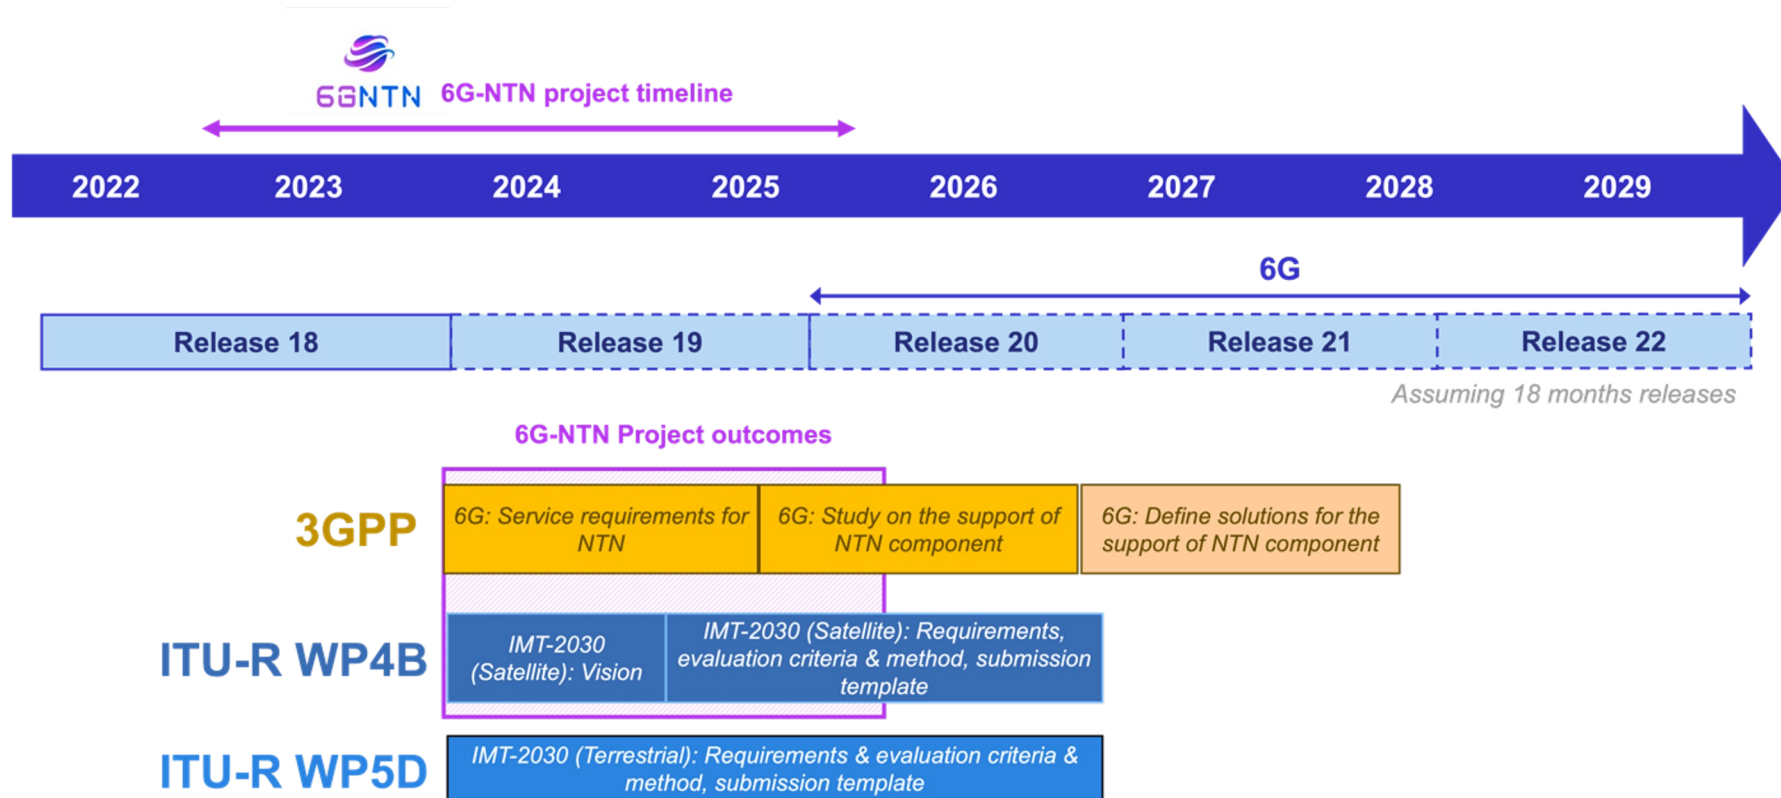 6GNTN
6G-NTN project timeline
2022 2023 2024 2025 2026 2027 2028 2029
6G
Release 18 Release 19 Release 20 Release 21 Release 22
Assuming 18 months releases
6G-NTN Project outcomes
3GPP
6G: Service requirements for
NTN
6G: Study on the support of
NTN component
6G: Define solutions for the
support of NTN component
ITU-R WP4B
IMT-2030
(Satellite): Vision
IMT-2030 (Satellite): Requirements,
evaluation criteria & method, submission
template
ITU-R WP5D
IMT-2030 (Terrestrial): Requirements & evaluation criteria &
method, submission template